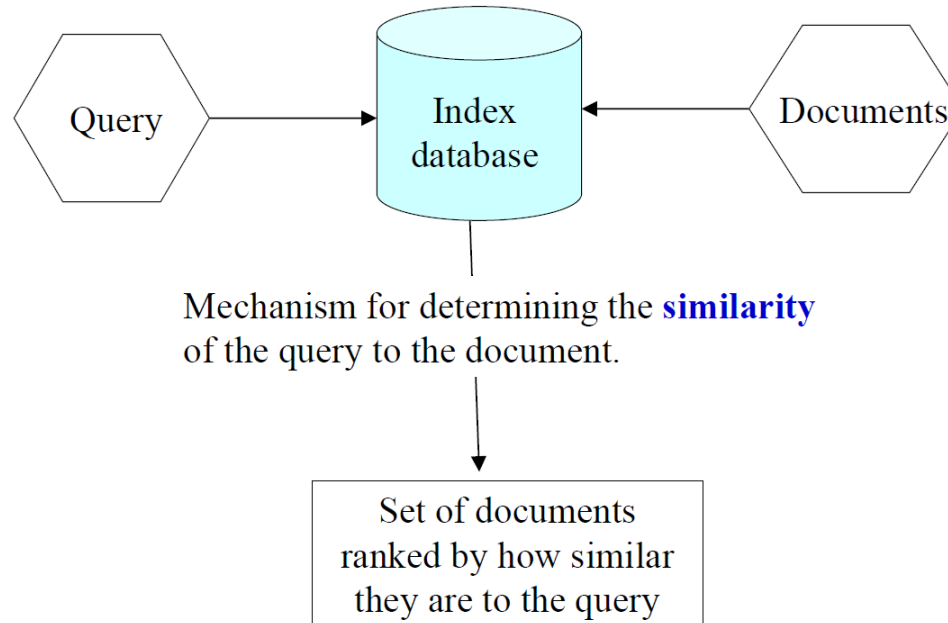 Query
Index
database
Documents
Mechanism for determining the similarity
of the query to the document.
Set of documents
ranked by how similar
they are to the query